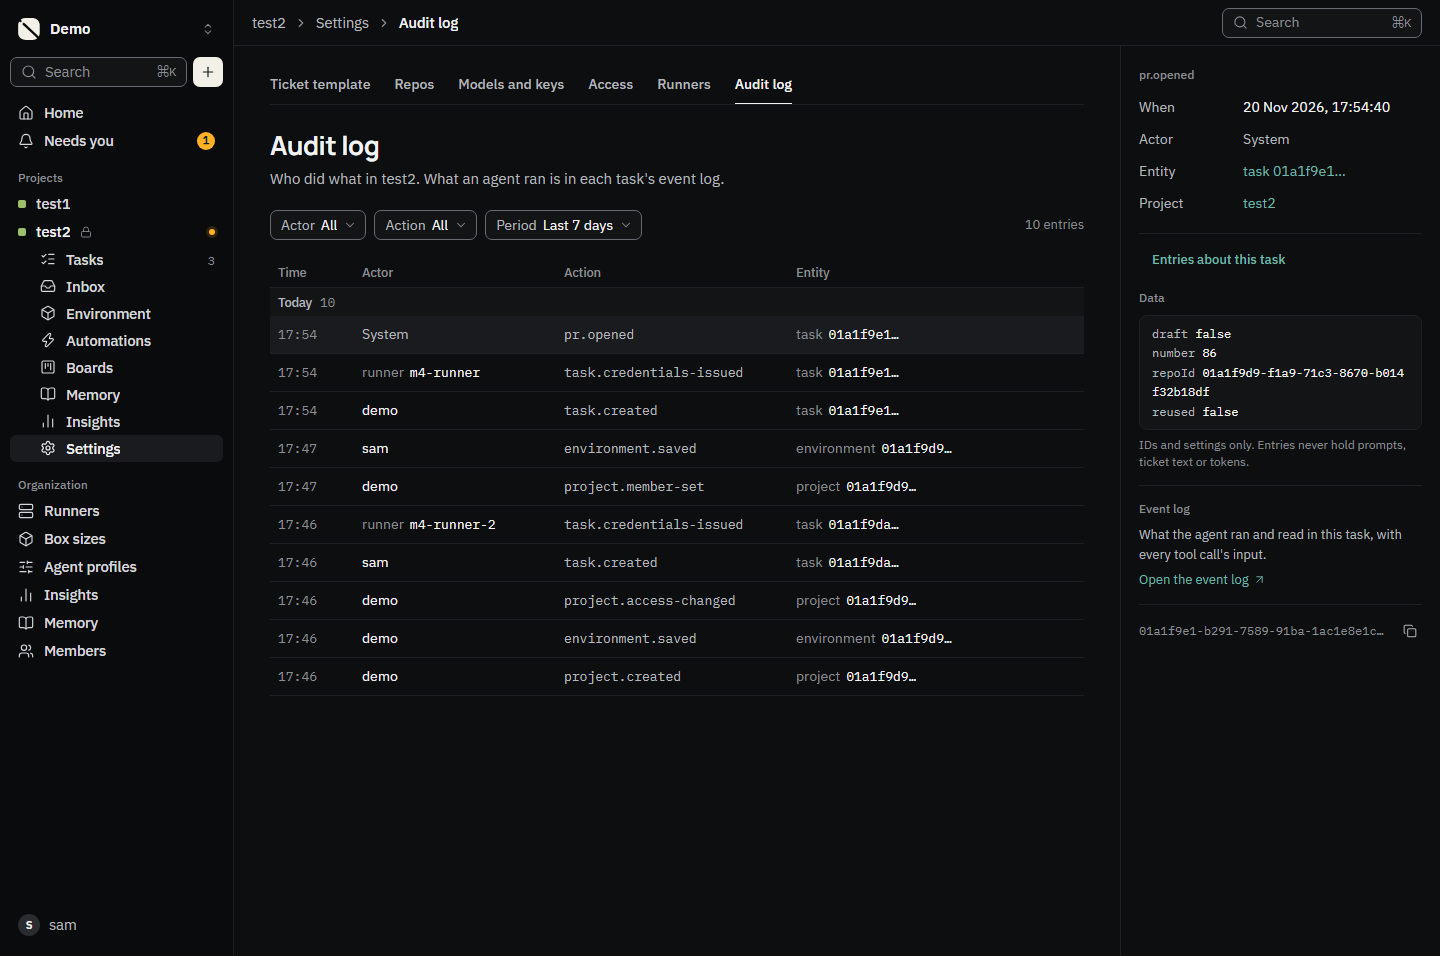 Demo
Search ⌘K
Home
Needs you 1
Projects
test1
test2
Tasks 3
Inbox
Environment
Automations
Boards
Memory
Insights
Settings
Organization
Runners
Box sizes
Agent profiles
Insights
Memory
Members
S sam
test2 > Settings > Audit log
Search ⌘K
Ticket template Repos Models and keys Access Runners Audit log
Audit log
Who did what in test2. What an agent ran is in each task's event log.
Actor All Action All Period Last 7 days 10 entries
Time Actor Action Entity
Today 10
17:54 System pr.opened task 01a1f9e1…
17:54 runner m4-runner task.credentials-issued task 01a1f9e1…
17:54 demo task.created task 01a1f9e1…
17:47 sam environment.saved environment 01a1f9d9…
17:47 demo project.member-set project 01a1f9d9…
17:46 runner m4-runner-2 task.credentials-issued task 01a1f9da…
17:46 sam task.created task 01a1f9da…
17:46 demo project.access-changed project 01a1f9d9…
17:46 demo environment.saved environment 01a1f9d9…
17:46 demo project.created project 01a1f9d9…
pr.opened
When 20 Nov 2026, 17:54:40
Actor System
Entity task 01a1f9e1…
Project test2
Entries about this task
Data
draft false
number 86
repoId 01a1f9d9-f1a9-71c3-8670-b014
f32b18df
reused false
IDs and settings only. Entries never hold prompts,
ticket text or tokens.
Event log
What the agent ran and read in this task, with
every tool call's input.
Open the event log
01a1f9e1-b291-7589-91ba-1ac1e8e1c…